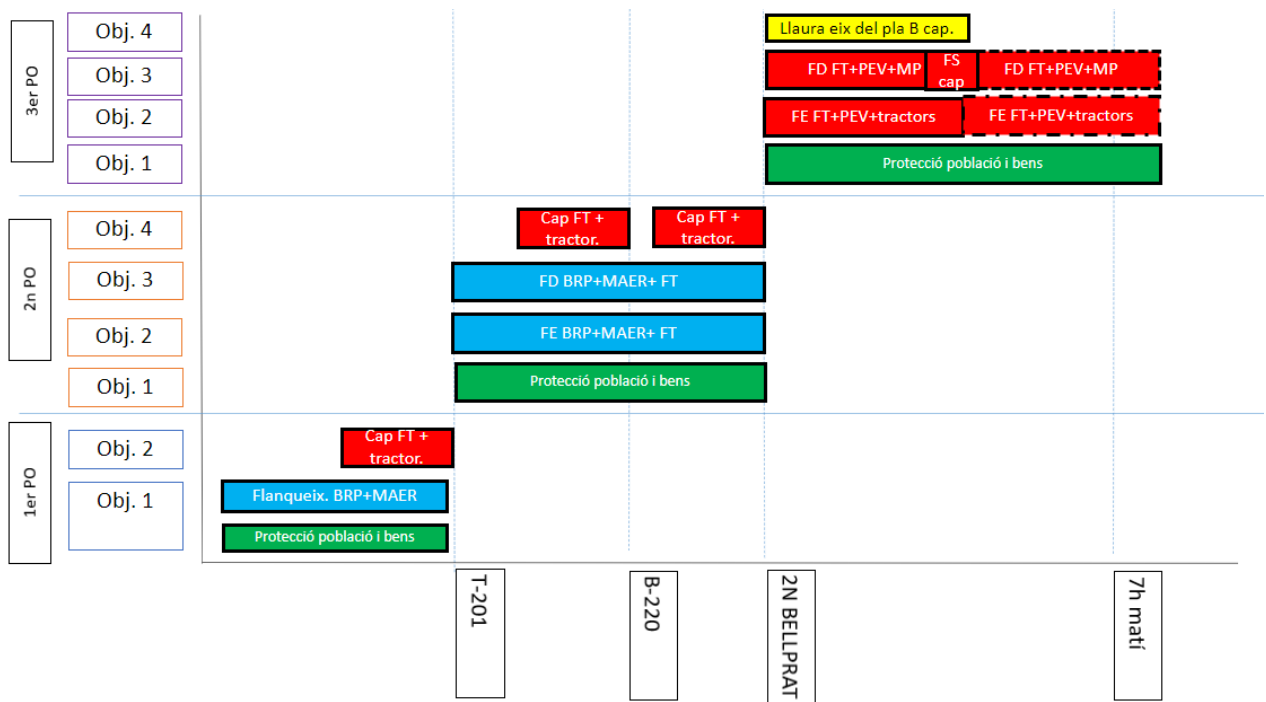 3er PO
Obj. 4
Llaura eix del pla B cap.
Obj. 3
FD FT+PEV+MP
FS
cap
FD FT+PEV+MP
Obj. 2
FE FT+PEV+tractors
FE FT+PEV+tractors
Obj. 1
Protecció població i bens
2n PO
Obj. 4
Cap FT +
tractor.
Cap FT +
tractor.
Obj. 3
FD BRP+MAER+ FT
Obj. 2
FE BRP+MAER+ FT
Obj. 1
Protecció població i bens
1er PO
Obj. 2
Cap FT +
tractor.
Obj. 1
Flanqueix. BRP+MAER
Protecció població i bens
T-201
B-220
2N BELLPRAT
7h matí